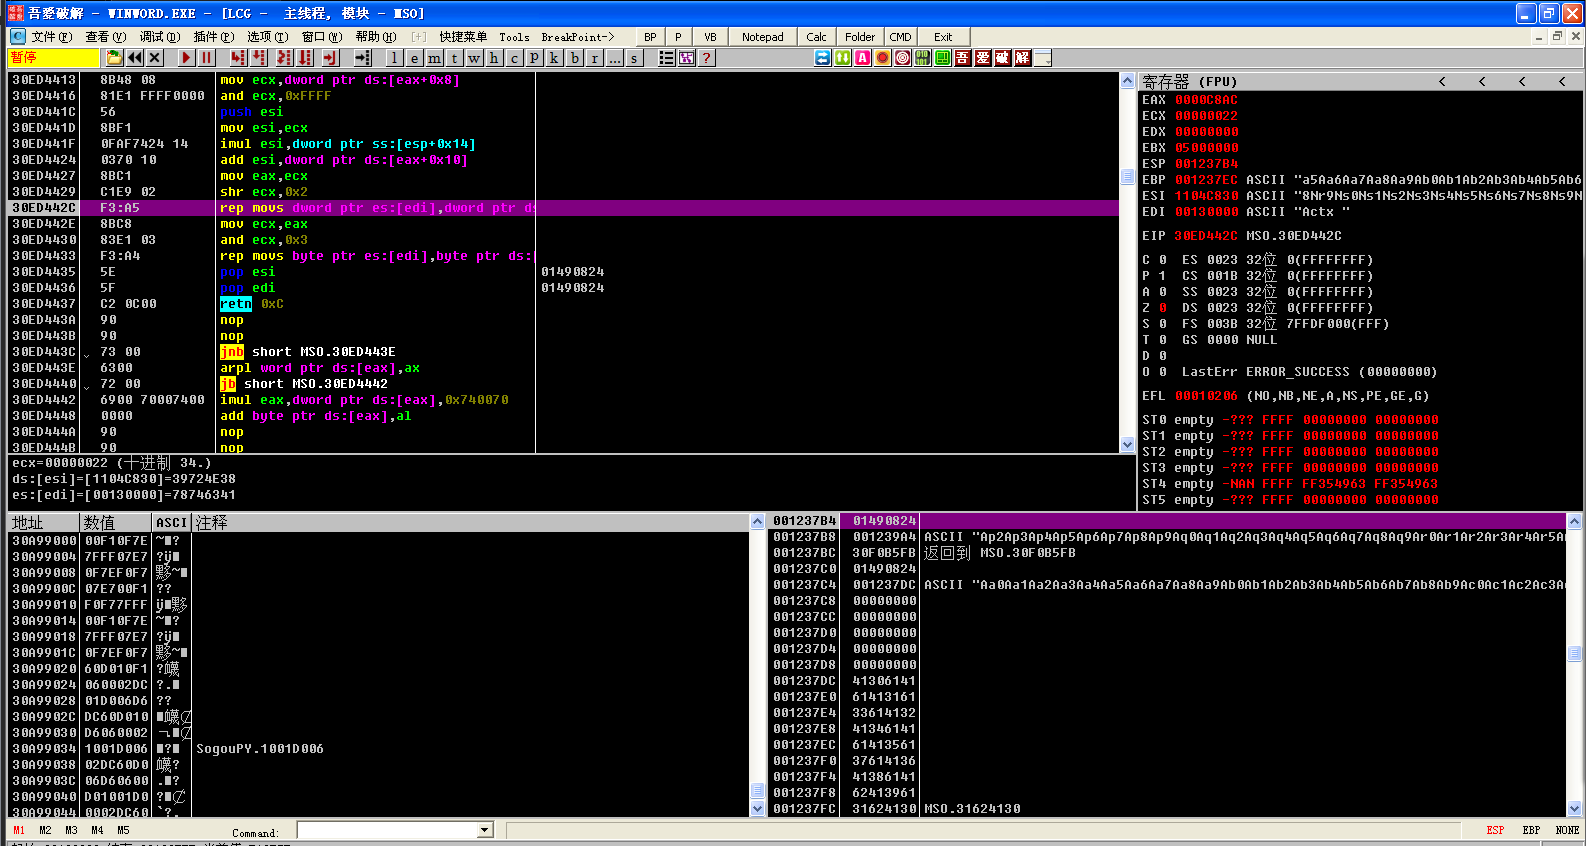 吾愛破解 - WINWORD.EXE - [LCG - 主线程, 模块 - MSO]
文件(F) 查看(V) 调试(D) 插件(P) 选项(T) 窗口(W) 帮助(H) [+] 快捷菜单 Tools BreakPoint-> BP P VB Notepad Calc Folder CMD Exit
暂停 l e m t w h c p k b r ... s ? 吾 爱 破 解
30ED4413 8B48 08 mov ecx,dword ptr ds:[eax+0x8]
30ED4416 81E1 FFFF0000 and ecx,0xFFFF
30ED441C 56 push esi
30ED441D 8BF1 mov esi,ecx
30ED441F 0FAF7424 14 imul esi,dword ptr ss:[esp+0x14]
30ED4424 0370 10 add esi,dword ptr ds:[eax+0x10]
30ED4427 8BC1 mov eax,ecx
30ED4429 C1E9 02 shr ecx,0x2
30ED442C F3:A5 rep movs dword ptr es:[edi],dword ptr ds
30ED442E 8BC8 mov ecx,eax
30ED4430 83E1 03 and ecx,0x3
30ED4433 F3:A4 rep movs byte ptr es:[edi],byte ptr ds:[
30ED4435 5E pop esi 01490824
30ED4436 5F pop edi 01490824
30ED4437 C2 0C00 retn 0xC
30ED443A 90 nop
30ED443B 90 nop
30ED443C 73 00 jnb short MSO.30ED443E
30ED443E 6300 arpl word ptr ds:[eax],ax
30ED4440 72 00 jb short MSO.30ED4442
30ED4442 6900 70007400 imul eax,dword ptr ds:[eax],0x740070
30ED4448 0000 add byte ptr ds:[eax],al
30ED444A 90 nop
30ED444B 90 nop
ecx=00000022 (十进制 34.)
ds:[esi]=[1104C830]=39724E38
es:[edi]=[00130000]=78746341
寄存器 (FPU) < < < <
EAX 0000C8AC
ECX 00000022
EDX 00000000
EBX 05000000
ESP 001237B4
EBP 001237EC ASCII "a5Aa6Aa7Aa8Aa9Ab0Ab1Ab2Ab3Ab4Ab5Ab6
ESI 1104C830 ASCII "8Nr9Ns0Ns1Ns2Ns3Ns4Ns5Ns6Ns7Ns8Ns9N
EDI 00130000 ASCII "Actx "
EIP 30ED442C MSO.30ED442C
C 0 ES 0023 32位 0(FFFFFFFF)
P 1 CS 001B 32位 0(FFFFFFFF)
A 0 SS 0023 32位 0(FFFFFFFF)
Z 0 DS 0023 32位 0(FFFFFFFF)
S 0 FS 003B 32位 7FFDF000(FFF)
T 0 GS 0000 NULL
D 0
O 0 LastErr ERROR_SUCCESS (00000000)
EFL 00010206 (NO,NB,NE,A,NS,PE,GE,G)
ST0 empty -??? FFFF 00000000 00000000
ST1 empty -??? FFFF 00000000 00000000
ST2 empty -??? FFFF 00000000 00000000
ST3 empty -??? FFFF 00000000 00000000
ST4 empty -NAN FFFF FF354963 FF354963
ST5 empty -??? FFFF 00000000 00000000
地址 数值 ASCI 注释
30A99000 00F10F7E
30A99004 7FFF07E7
30A99008 0F7EF0F7
30A9900C 07E700F1 ??
30A99010 F0F77FFF
30A99014 00F10F7E
30A99018 7FFF07E7
30A9901C 0F7EF0F7
30A99020 60D010F1
30A99024 060002DC
30A99028 01D006D6 ??
30A9902C DC60D010
30A99030 D6060002
30A99034 1001D006 SogouPY.1001D006
30A99038 02DC60D0
30A9903C 06D60600
30A99040 D01001D0
30A99044 0002DC60
001237B4 01490824
001237B8 001239A4 ASCII "Ap2Ap3Ap4Ap5Ap6Ap7Ap8Ap9Aq0Aq1Aq2Aq3Aq4Aq5Aq6Aq7Aq8Aq9Ar0Ar1Ar2Ar3Ar4Ar5A
001237BC 30F0B5FB 返回到 MSO.30F0B5FB
001237C0 01490824
001237C4 001237DC ASCII "Aa0Aa1Aa2Aa3Aa4Aa5Aa6Aa7Aa8Aa9Ab0Ab1Ab2Ab3Ab4Ab5Ab6Ab7Ab8Ab9Ac0Ac1Ac2Ac3A
001237C8 00000000
001237CC 00000000
001237D0 00000000
001237D4 00000000
001237D8 00000000
001237DC 41306141
001237E0 61413161
001237E4 33614132
001237E8 41346141
001237EC 61413561
001237F0 37614136
001237F4 41386141
001237F8 62413961
001237FC 31624130 MSO.31624130
M1 M2 M3 M4 M5 Command: ESP EBP NONE